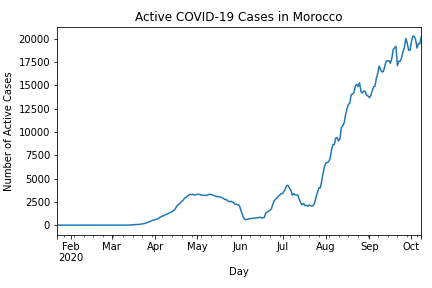 Active COVID-19 Cases in Morocco
Number of Active Cases
20000
17500
15000
12500
10000
7500
5000
2500
0
Feb Mar Apr May Jun Jul Aug Sep Oct
2020
Day